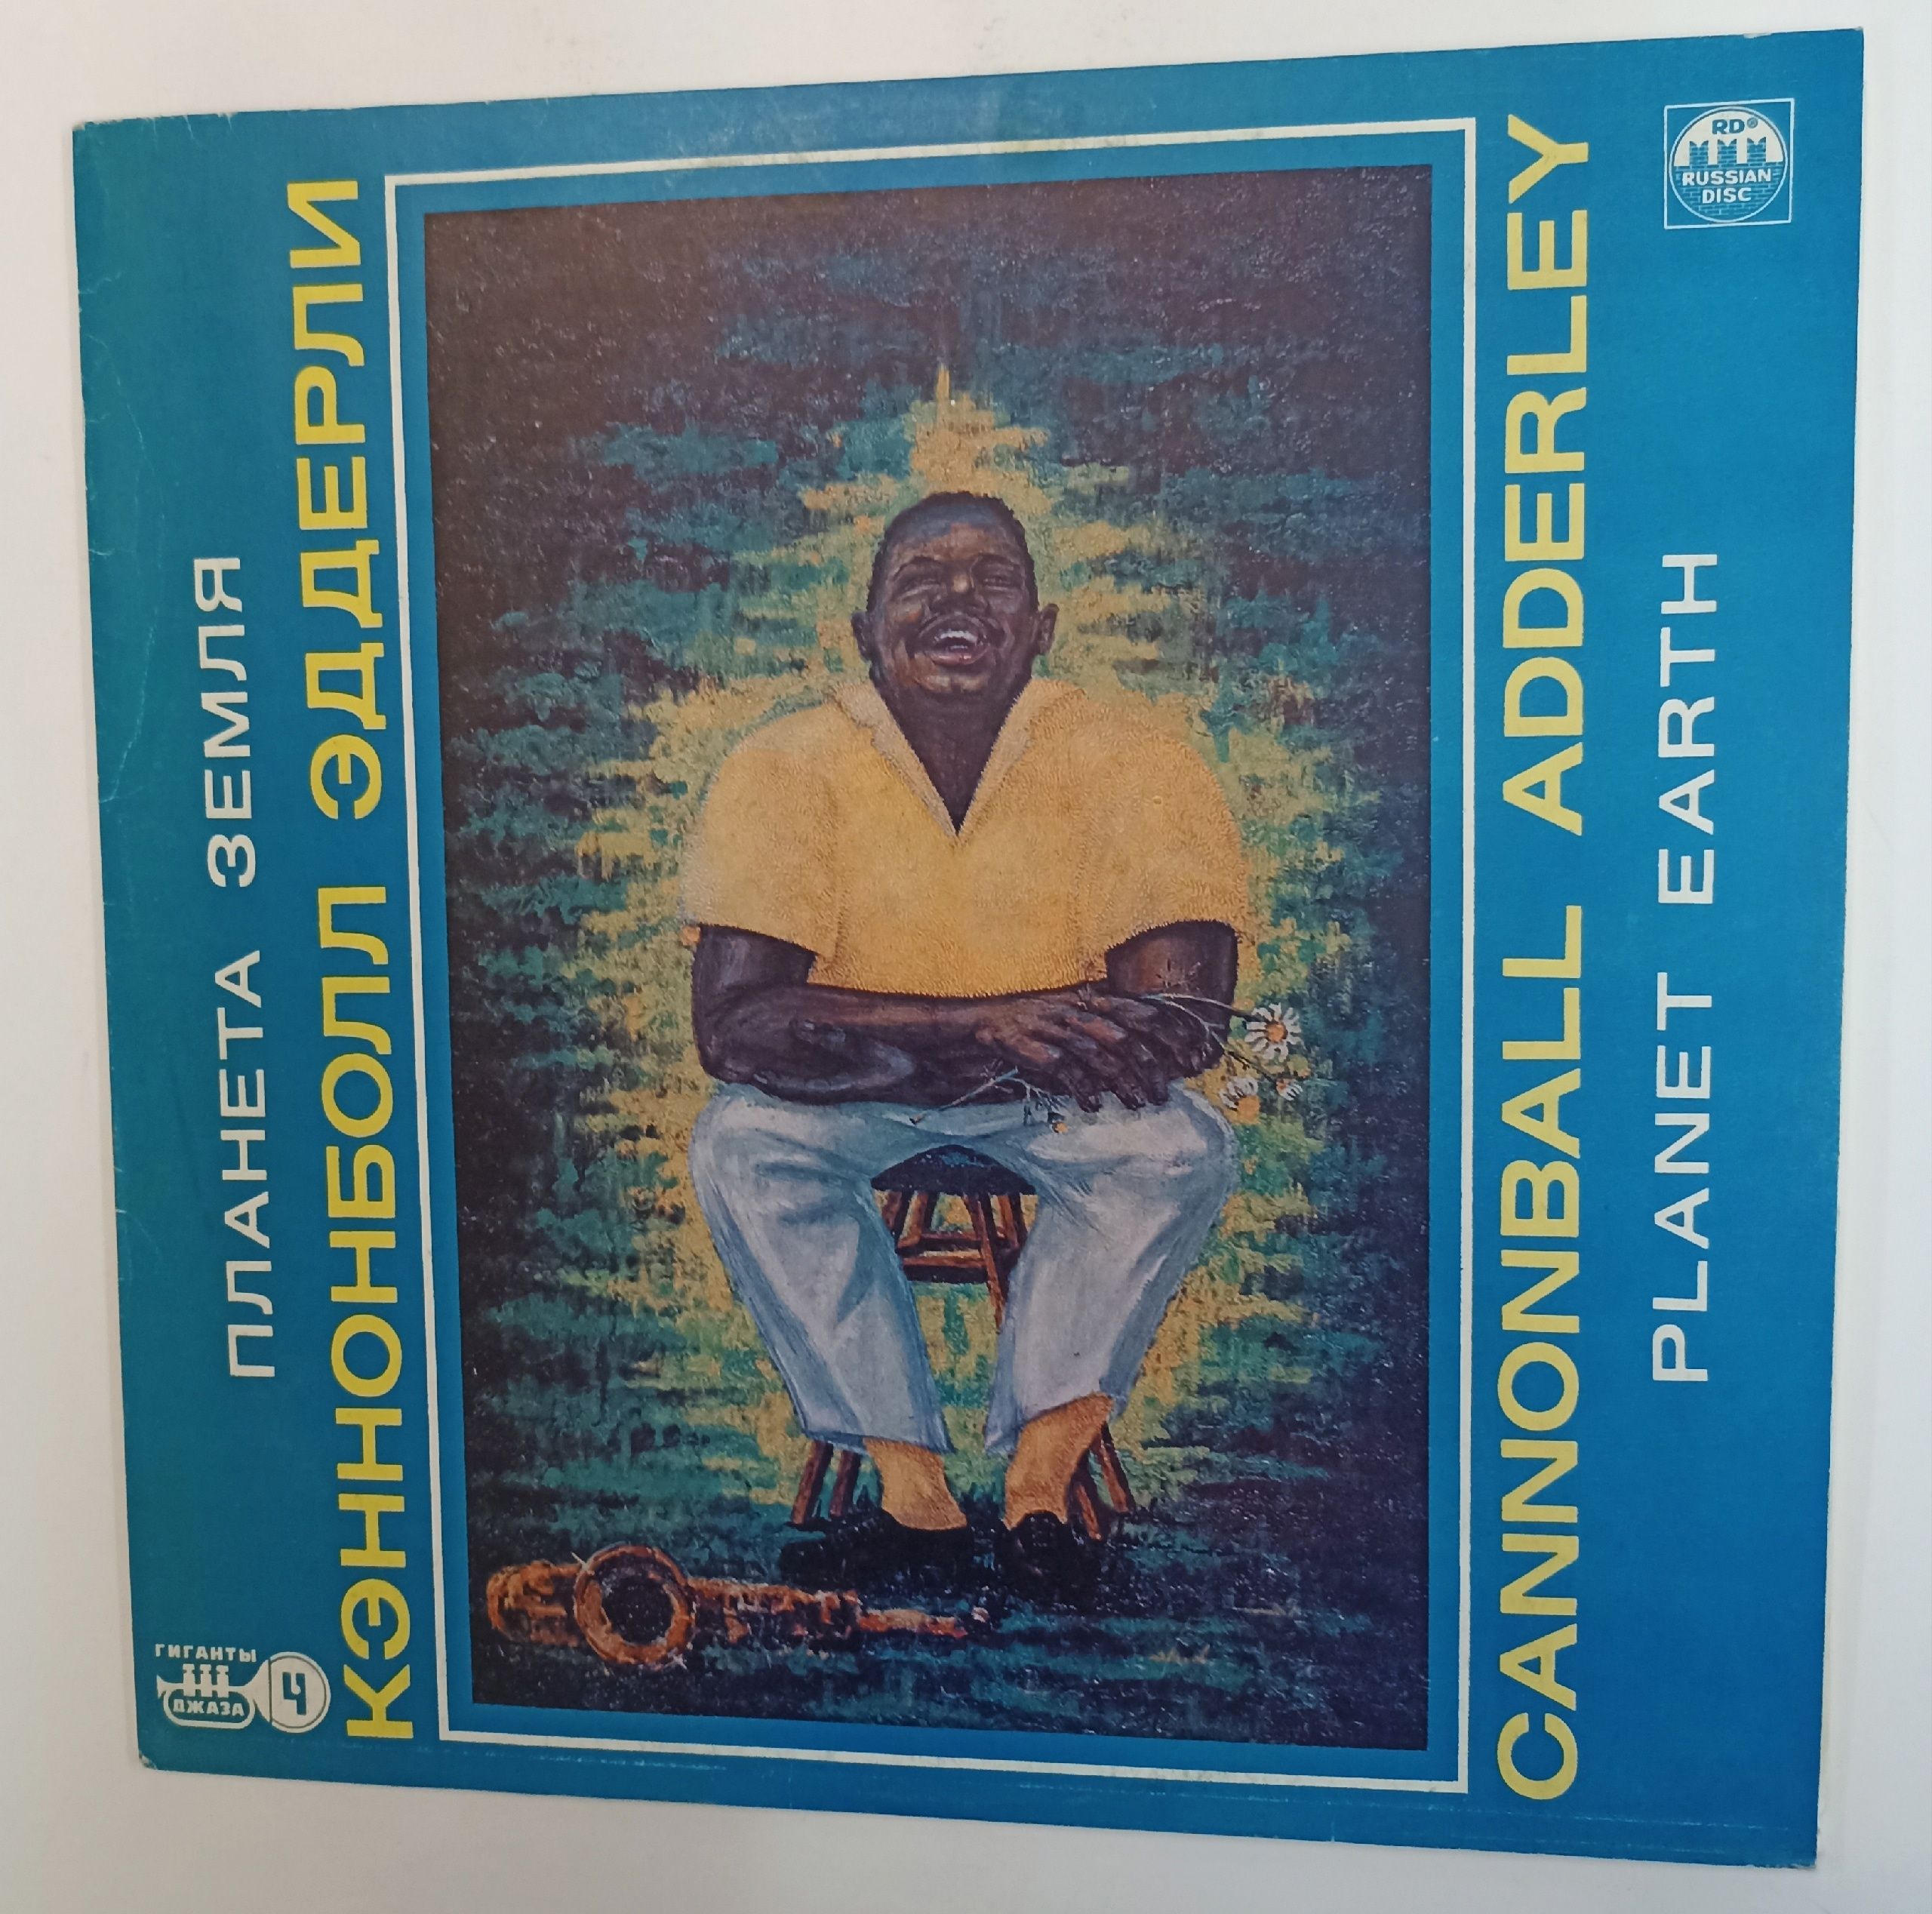 ПЛАНЕТА ЗЕМЛЯ
КЭННОНБОЛЛ ЭДДЕРЛИ
CANNONBALL ADDERLEY
PLANET EARTH
RD®
RUSSIAN
DISC
ГИГАНТЫ
ДЖАЗА
4